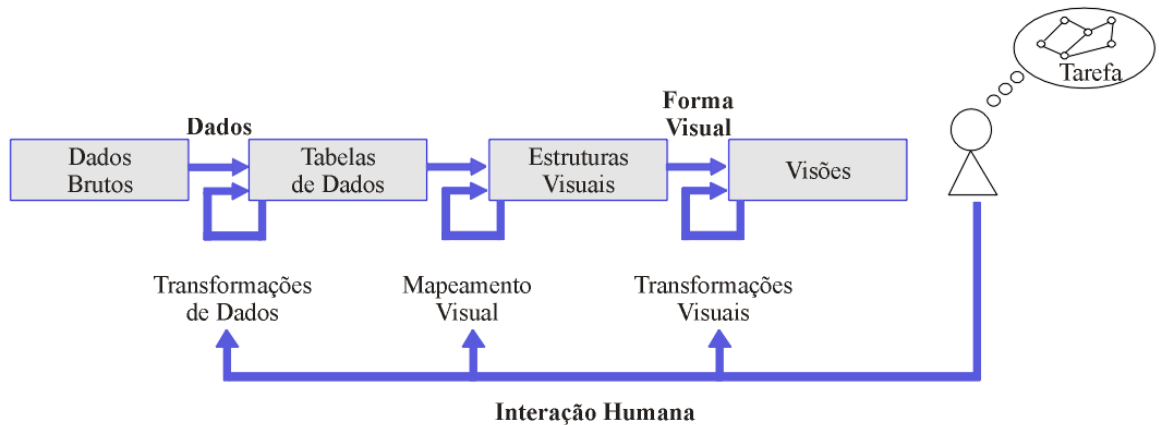 Tarefa
Forma
Visual
Dados
Dados
Brutos
Tabelas
de Dados
Estruturas
Visuais
Visões
Transformações
de Dados
Mapeamento
Visual
Transformações
Visuais
Interação Humana